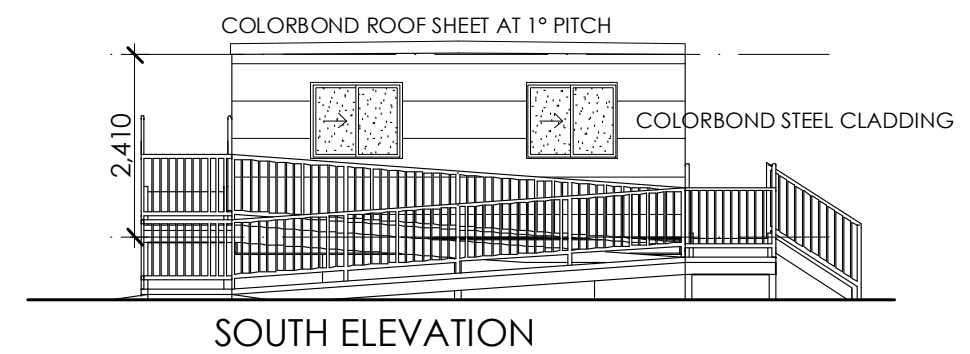 COLORBOND ROOF SHEET AT 1° PITCH
2,410
COLORBOND STEEL CLADDING
SOUTH ELEVATION